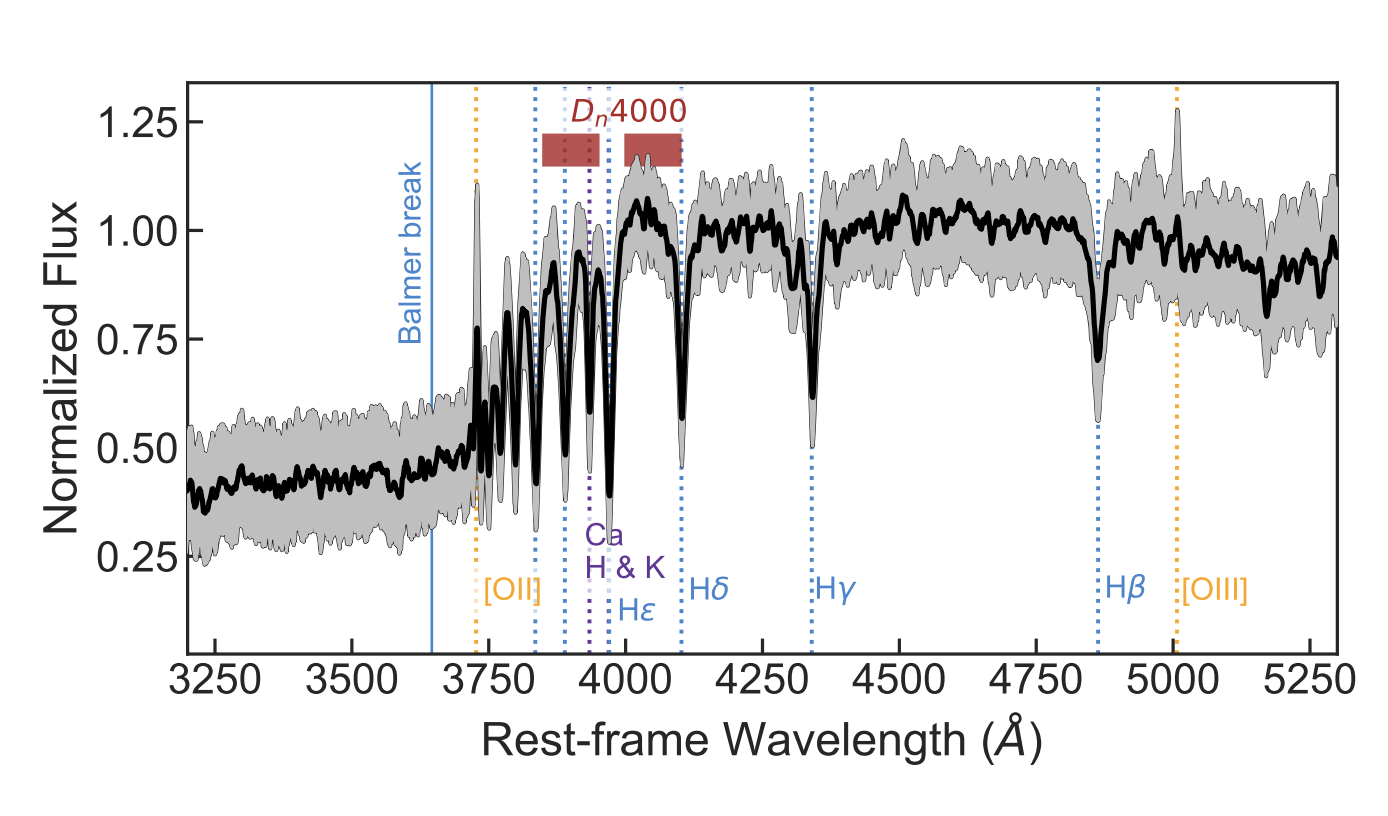 Dn4000
1.25
1.00
0.75
0.50
0.25
Normalized Flux
Balmer break
Ca
H & K
[OII]
Hε
Hδ
Hγ
Hβ
[OIII]
3250 3500 3750 4000 4250 4500 4750 5000 5250
Rest-frame Wavelength (Å)